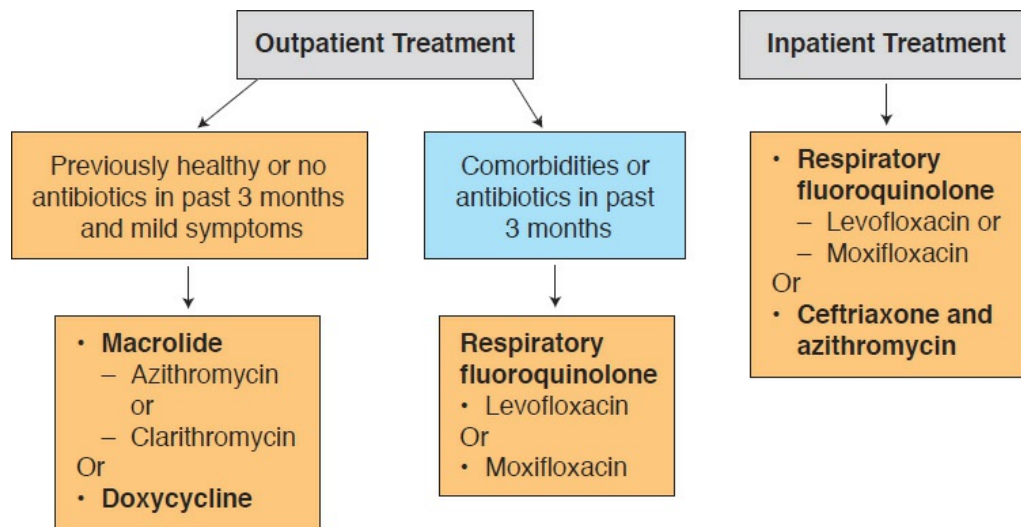 Outpatient Treatment
Previously healthy or no
antibiotics in past 3 months
and mild symptoms
• Macrolide
– Azithromycin
or
– Clarithromycin
Or
• Doxycycline
Comorbidities or
antibiotics in past
3 months
Respiratory
fluoroquinolone
• Levofloxacin
Or
• Moxifloxacin
Inpatient Treatment
• Respiratory
fluoroquinolone
– Levofloxacin or
– Moxifloxacin
Or
• Ceftriaxone and
azithromycin